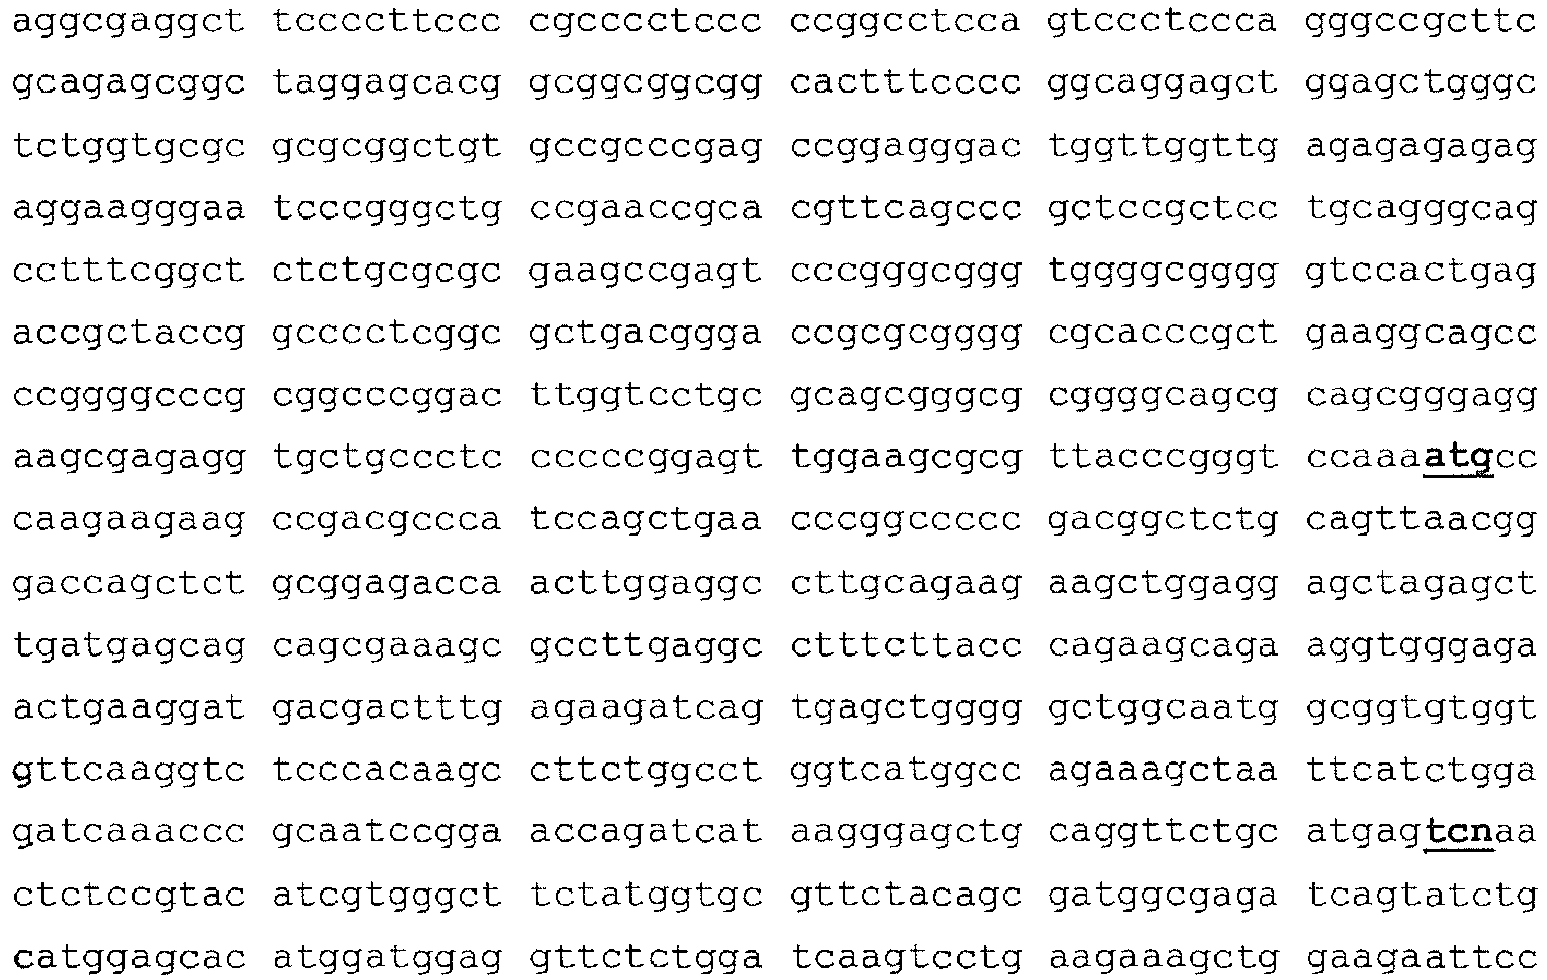 aggcgaggct tccccttccc cgcccctccc ccggcctcca gtccctccca gggccgcttc
gcagagcggc taggagcacg gcggcggcgg cactttcccc ggcaggagct ggagctgggc
tctggtgcgc gcgcggctgt gccgcccgag ccggagggac tggttggttg agagagagag
aggaagggaa tcccgggctg ccgaaccgca cgttcagccc gctccgctcc tgcagggcag
cctttcggct ctctgcgcgc gaagccgagt cccgggcggg tggggcgggg gtccactgag
accgctaccg gcccctcggc gctgacggga ccgcgcgggg cgcacccgct gaaggcagcc
ccggggcccg cggcccggac ttggtcctgc gcagcgggcg cggggcagcg cagcgggagg
aagcgagagg tgctgccctc cccccggagt tggaagcgcg ttacccgggt ccaaaatgcc
caagaagaag ccgacgccca tccagctgaa cccggccccc gacggctctg cagttaacgg
gaccagctct gcggagacca acttggaggc cttgcagaag aagctggagg agctagagct
tgatgagcag cagcgaaagc gccttgaggc ctttcttacc cagaagcaga aggtgggaga
actgaaggat gacgactttg agaagatcag tgagctgggg gctggcaatg gcggtgtggt
gttcaaggtc tcccacaagc cttctggcct ggtcatggcc agaaagctaa ttcatctgga
gatcaaaccc gcaatccgga accagatcat aagggagctg caggttctgc atgagtcnaa
ctctccgtac atcgtgggct tctatggtgc gttctacagc gatggcgaga tcagtatctg
catggagcac atggatggag gttctctgga tcaagtcctg aagaaagctg gaagaattcc